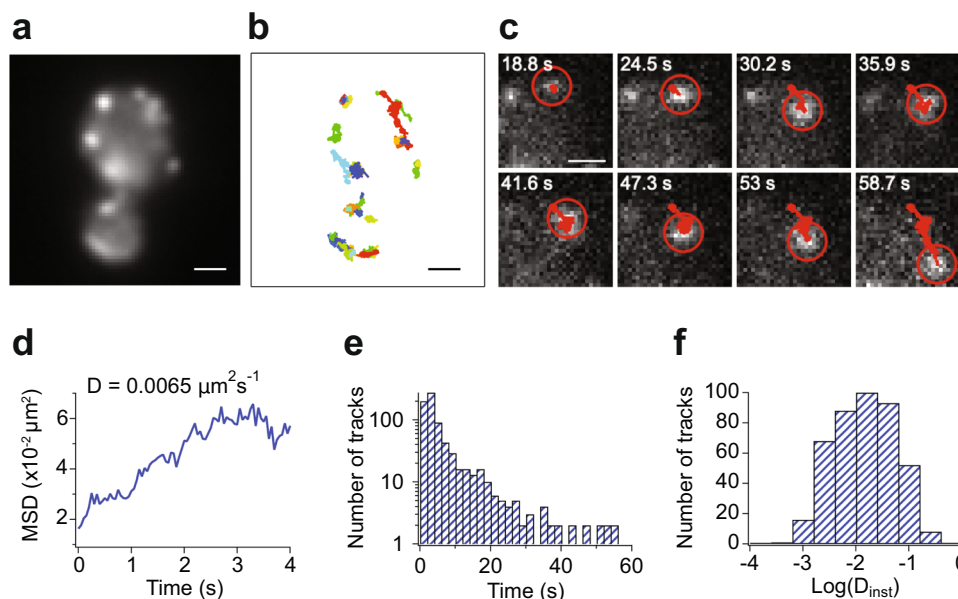 a
b
c
18.8 s
24.5 s
30.2 s
35.9 s
41.6 s
47.3 s
53 s
58.7 s
d
e
f
D = 0.0065 μm²s⁻¹
MSD (x10⁻² μm²)
6
4
2
0
1
2
3
4
Time (s)
Number of tracks
100
10
1
0
20
40
60
Time (s)
Number of tracks
100
80
60
40
20
0
-4
-3
-2
-1
0
Log(D_inst)